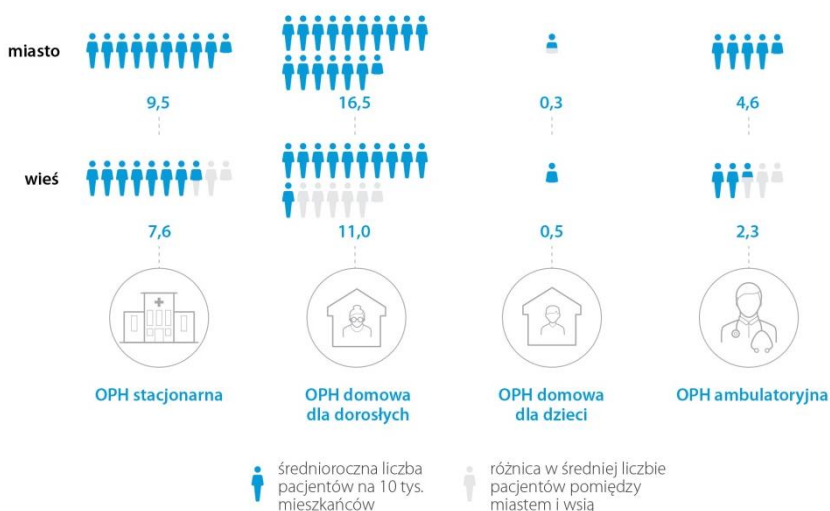 miasto
9,5
16,5
0,3
4,6
wieś
7,6
11,0
0,5
2,3
OPH stacjonarna
OPH domowa
dla dorosłych
OPH domowa
dla dzieci
OPH ambulatoryjna
średnioroczna liczba
pacjentów na 10 tys.
mieszkańców
różnica w średniej liczbie
pacjentów pomiędzy
miastem i wsią